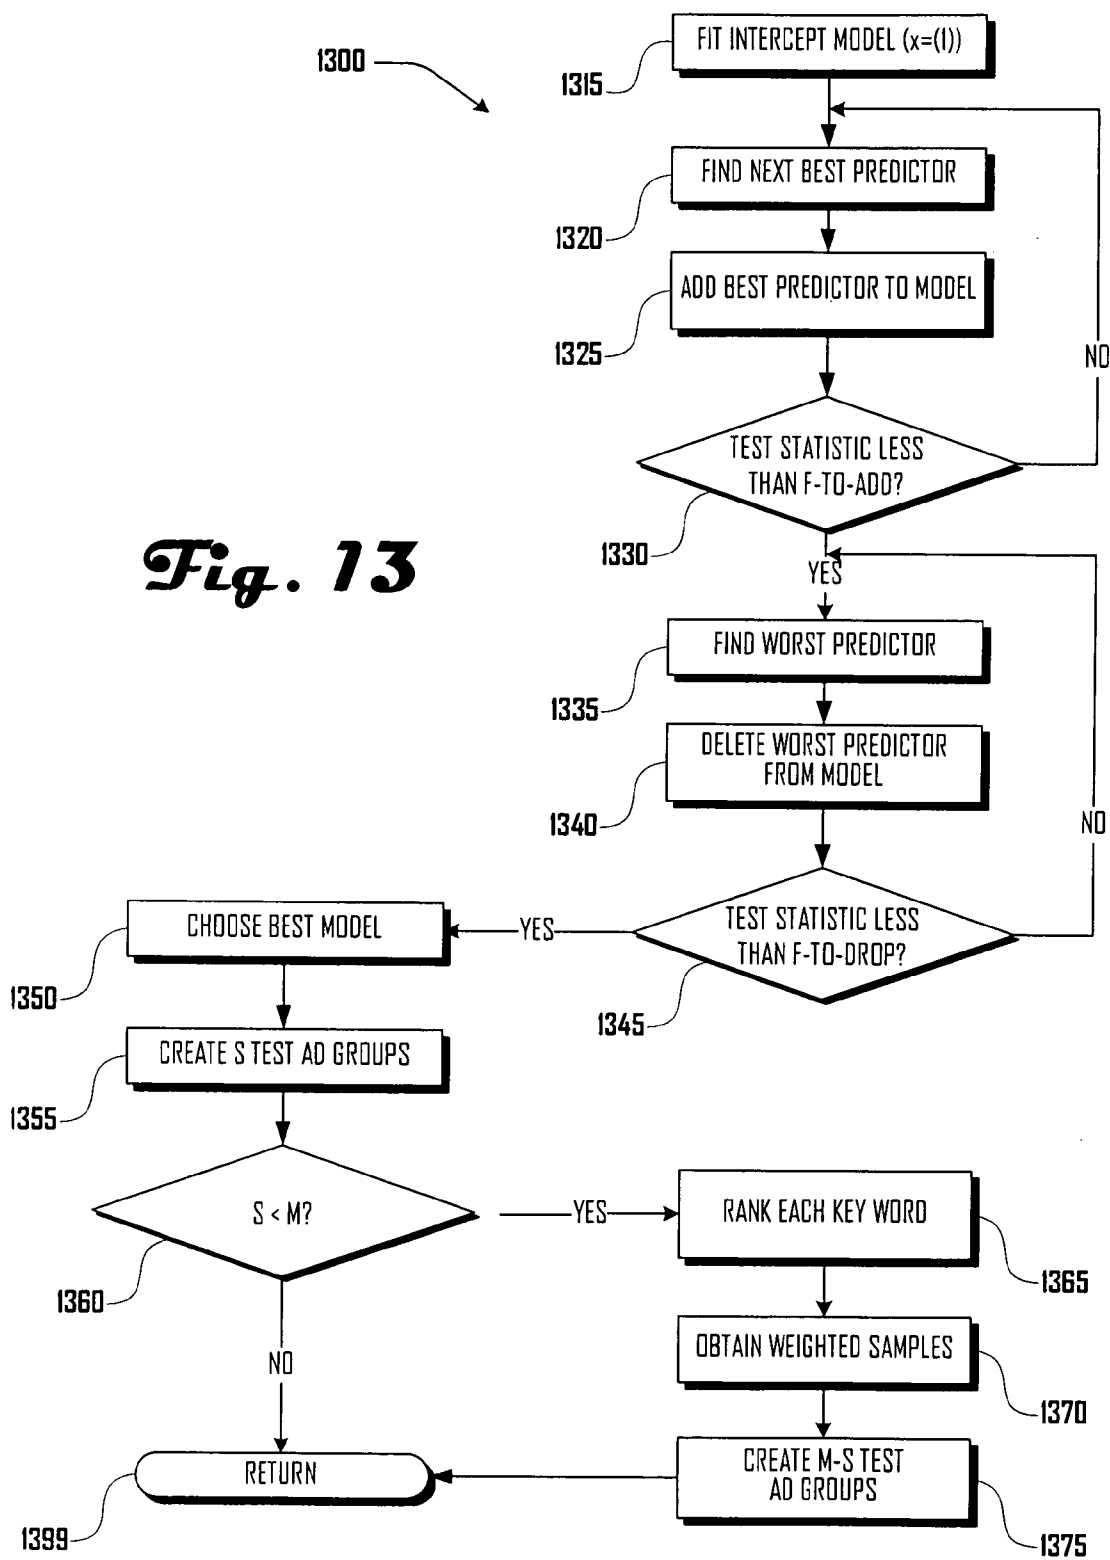 1300
FIT INTERCEPT MODEL (x=(1))
1315
FIND NEXT BEST PREDICTOR
1320
ADD BEST PREDICTOR TO MODEL
1325
NO
TEST STATISTIC LESS
THAN F-TO-ADD?
1330
Fig. 13
YES
FIND WORST PREDICTOR
1335
DELETE WORST PREDICTOR
FROM MODEL
1340
NO
TEST STATISTIC LESS
THAN F-TO-DROP?
1345
YES
CHOOSE BEST MODEL
1350
CREATE S TEST AD GROUPS
1355
S < M?
1360
YES
RANK EACH KEY WORD
1365
OBTAIN WEIGHTED SAMPLES
1370
NO
CREATE M-S TEST
AD GROUPS
1375
RETURN
1399